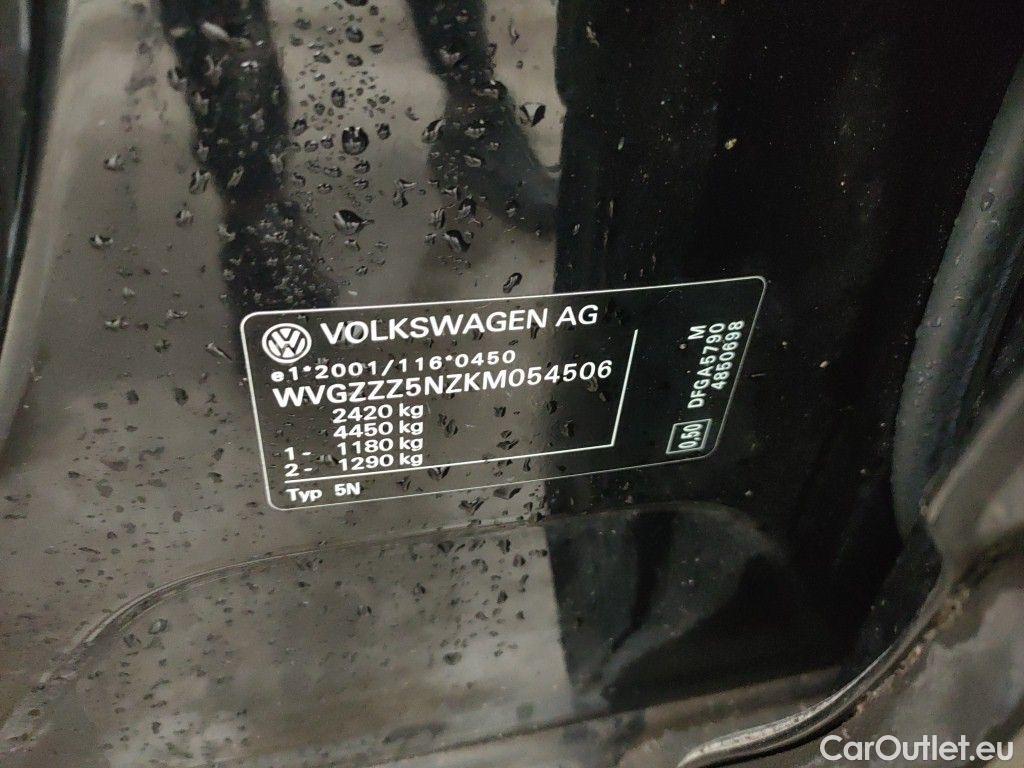 VOLKSWAGEN AG
e1*2001/116*0450
WVGZZZ5NZKM054506
2420 kg
4450 kg
1 - 1180 kg
2 - 1290 kg
Typ 5N
M
DFGA5790
4850698
0,50
CarOutlet.eu